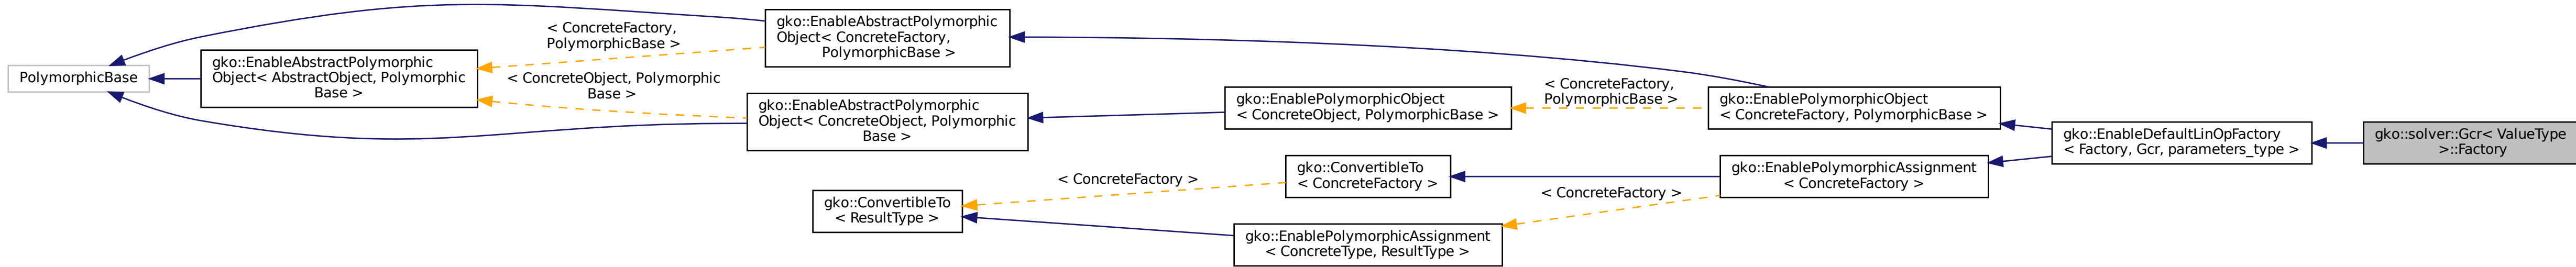 PolymorphicBase
gko::EnableAbstractPolymorphic
Object< AbstractObject, Polymorphic
Base >
< ConcreteFactory,
PolymorphicBase >
< ConcreteObject, Polymorphic
Base >
gko::EnableAbstractPolymorphic
Object< ConcreteFactory,
PolymorphicBase >
gko::EnableAbstractPolymorphic
Object< ConcreteObject, Polymorphic
Base >
gko::ConvertibleTo
< ResultType >
< ConcreteFactory >
gko::EnablePolymorphicObject
< ConcreteObject, PolymorphicBase >
gko::ConvertibleTo
< ConcreteFactory >
gko::EnablePolymorphicAssignment
< ConcreteType, ResultType >
< ConcreteFactory,
PolymorphicBase >
< ConcreteFactory >
gko::EnablePolymorphicObject
< ConcreteFactory, PolymorphicBase >
gko::EnablePolymorphicAssignment
< ConcreteFactory >
gko::EnableDefaultLinOpFactory
< Factory, Gcr, parameters_type >
gko::solver::Gcr< ValueType
>::Factory